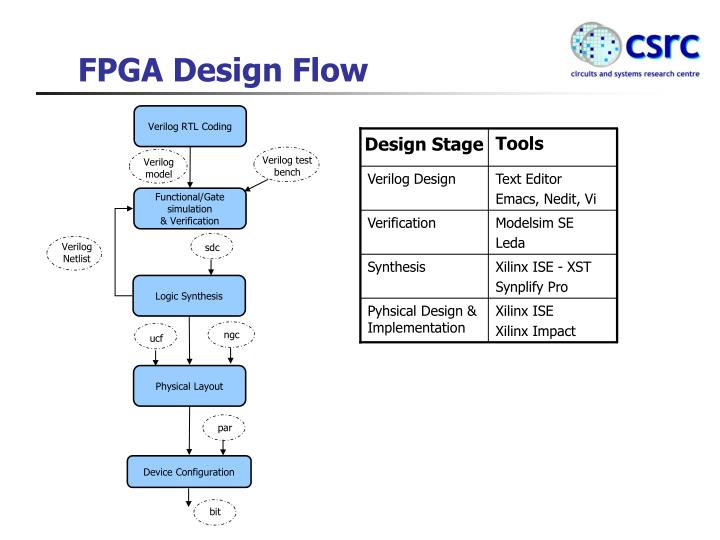 csrc
circuits and systems research centre
FPGA Design Flow
Verilog RTL Coding
Verilog
model
Verilog test
bench
Functional/Gate
simulation
& Verification
sdc
Verilog
Netlist
Logic Synthesis
ucf
ngc
Physical Layout
par
Device Configuration
bit
Design Stage Tools
Verilog Design Text Editor
Emacs, Nedit, Vi
Verification Modelsim SE
Leda
Synthesis Xilinx ISE - XST
Synplify Pro
Pyhsical Design & Xilinx ISE
Implementation Xilinx Impact